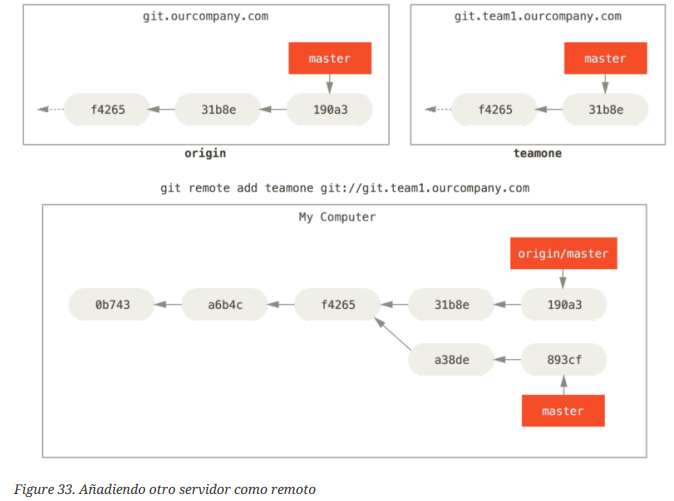 git.ourcompany.com
master
f4265
31b8e
190a3
origin
git.team1.ourcompany.com
master
f4265
31b8e
teamone
git remote add teamone git://git.team1.ourcompany.com
My Computer
origin/master
0b743
a6b4c
f4265
31b8e
190a3
a38de
893cf
master
Figure 33. Añadiendo otro servidor como remoto